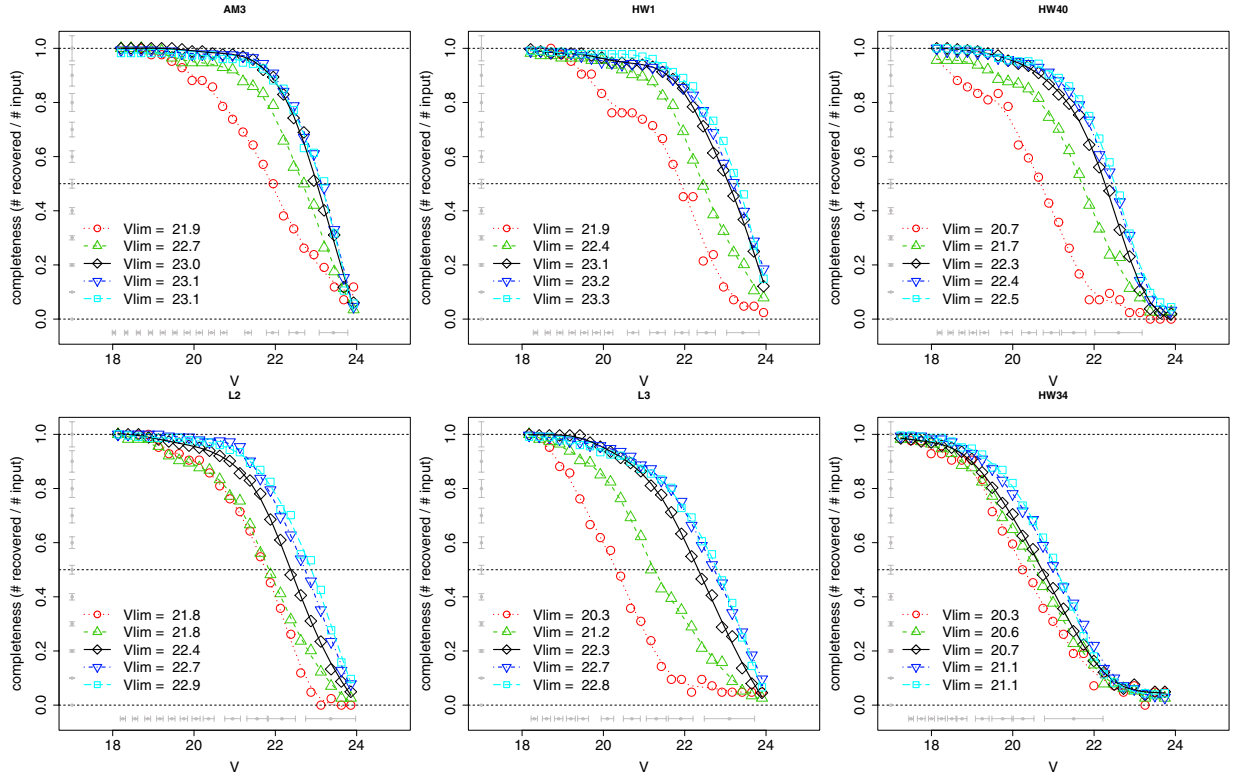 AM3
completeness (# recovered / # input)
1.0
0.8
0.6
0.4
0.2
0.0
Vlim = 21.9
Vlim = 22.7
Vlim = 23.0
Vlim = 23.1
Vlim = 23.1
18 20 22 24
V
HW1
completeness (# recovered / # input)
1.0
0.8
0.6
0.4
0.2
0.0
Vlim = 21.9
Vlim = 22.4
Vlim = 23.1
Vlim = 23.2
Vlim = 23.3
18 20 22 24
V
HW40
completeness (# recovered / # input)
1.0
0.8
0.6
0.4
0.2
0.0
Vlim = 20.7
Vlim = 21.7
Vlim = 22.3
Vlim = 22.4
Vlim = 22.5
18 20 22 24
V
L2
completeness (# recovered / # input)
1.0
0.8
0.6
0.4
0.2
0.0
Vlim = 21.8
Vlim = 21.8
Vlim = 22.4
Vlim = 22.7
Vlim = 22.9
18 20 22 24
V
L3
completeness (# recovered / # input)
1.0
0.8
0.6
0.4
0.2
0.0
Vlim = 20.3
Vlim = 21.2
Vlim = 22.3
Vlim = 22.7
Vlim = 22.8
18 20 22 24
V
HW34
completeness (# recovered / # input)
1.0
0.8
0.6
0.4
0.2
0.0
Vlim = 20.3
Vlim = 20.6
Vlim = 20.7
Vlim = 21.1
Vlim = 21.1
18 20 22 24
V